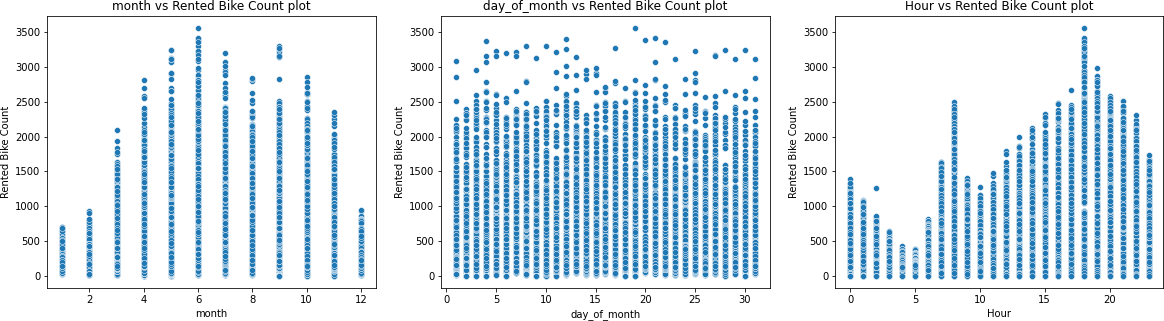 month vs Rented Bike Count plot
Rented Bike Count
3500
3000
2500
2000
1500
1000
500
0
2 4 6 8 10 12
month
day_of_month vs Rented Bike Count plot
Rented Bike Count
3500
3000
2500
2000
1500
1000
500
0
0 5 10 15 20 25 30
day_of_month
Hour vs Rented Bike Count plot
Rented Bike Count
3500
3000
2500
2000
1500
1000
500
0
0 5 10 15 20
Hour